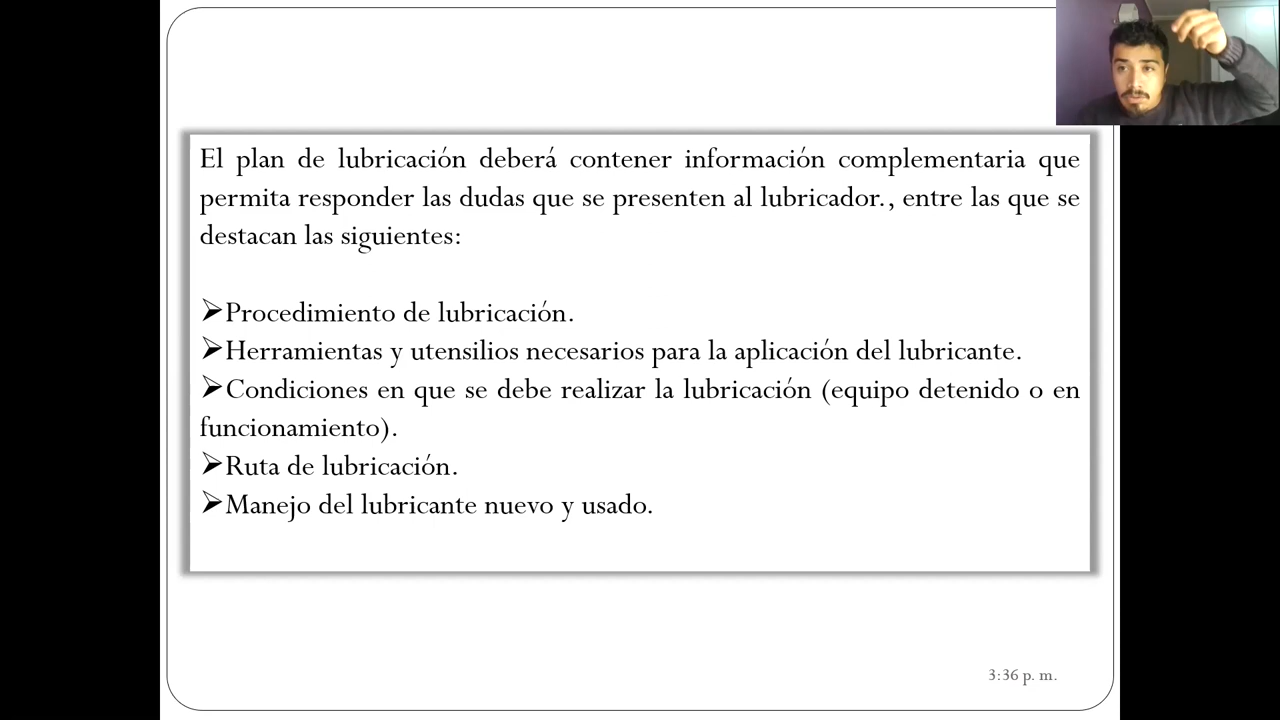 El plan de lubricación deberá contener información complementaria que
permita responder las dudas que se presenten al lubricador., entre las que se
destacan las siguientes:
➢Procedimiento de lubricación.
➢Herramientas y utensilios necesarios para la aplicación del lubricante.
➢Condiciones en que se debe realizar la lubricación (equipo detenido o en
funcionamiento).
➢Ruta de lubricación.
➢Manejo del lubricante nuevo y usado.
3:36 p. m.